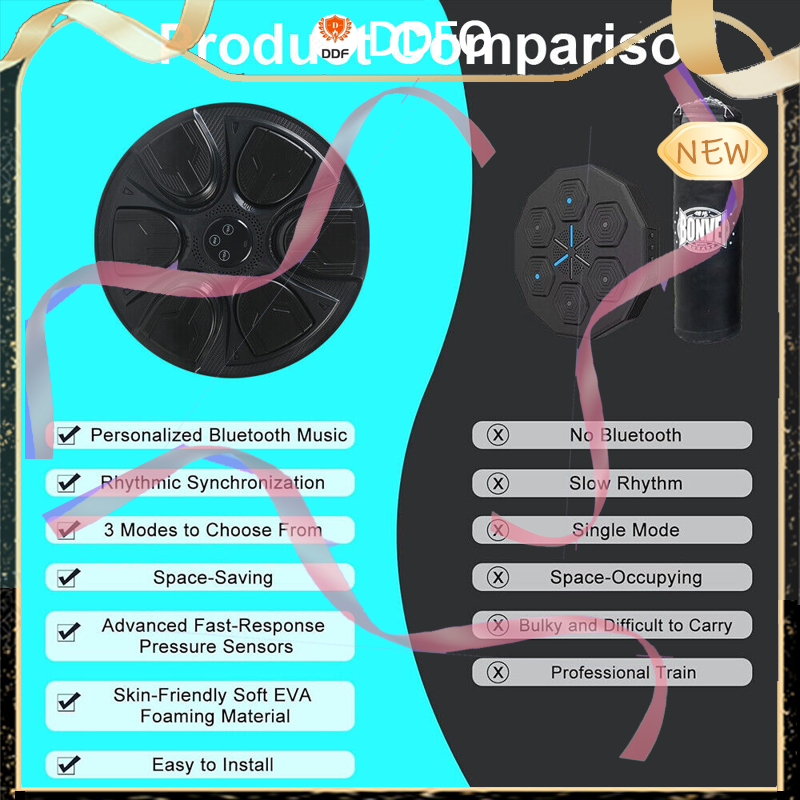 Product Comparison
DDF
NEW
BONVE
Personalized Bluetooth Music
Rhythmic Synchronization
3 Modes to Choose From
Space-Saving
Advanced Fast-Response
Pressure Sensors
Skin-Friendly Soft EVA
Foaming Material
Easy to Install
X No Bluetooth
X Slow Rhythm
X Single Mode
X Space-Occupying
X Bulky and Difficult to Carry
X Professional Train